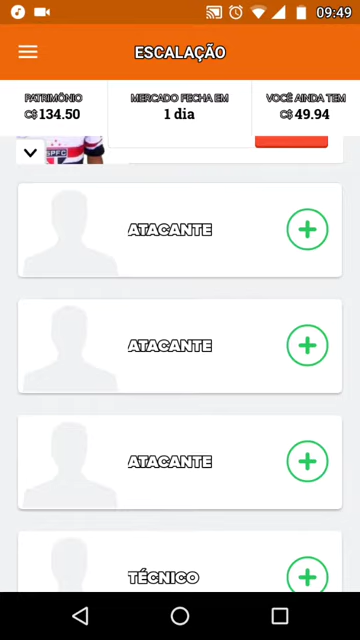 09:49
ESCALAÇÃO
PATRIMÔNIO
C$ 134.50
MERCADO FECHA EM
1 dia
VOCÊ AINDA TEM
C$ 49.94
SPFC
ATACANTE
ATACANTE
ATACANTE
TÉCNICO